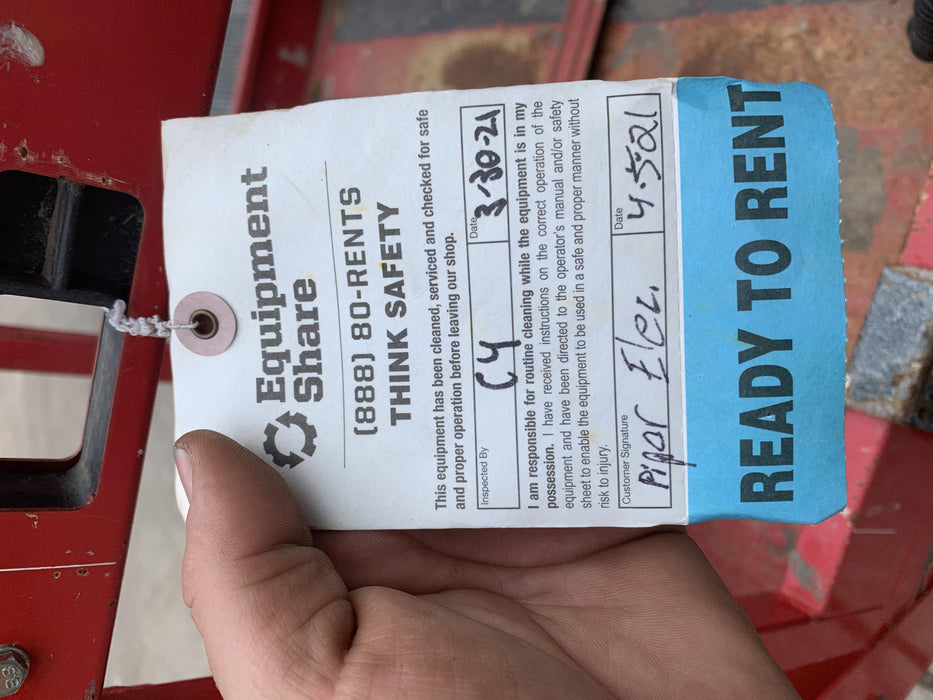 Equipment
Share
(888) 80-RENTS
THINK SAFETY
This equipment has been cleaned, serviced and checked for safe
and proper operation before leaving our shop.
Inspected By
CY
Date
3-30-21
I am responsible for routine cleaning while the equipment is in my
possession. I have received instructions on the correct operation of the
equipment and have been directed to the operator's manual and/or safety
sheet to enable the equipment to be used in a safe and proper manner without
risk to injury.
Customer Signature
Elec.
Date
4-5-21
READY TO RENT